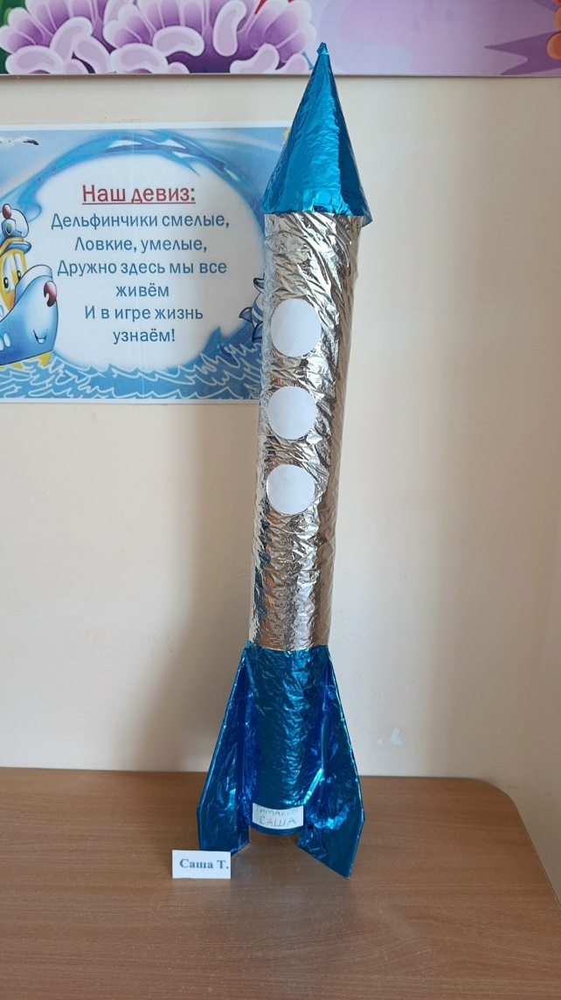 Наш девиз:
Дельфинчики смелые,
Ловкие, умелые,
Дружно здесь мы все
живём
И в игре жизнь
узнаём!
САША
Саша Т.